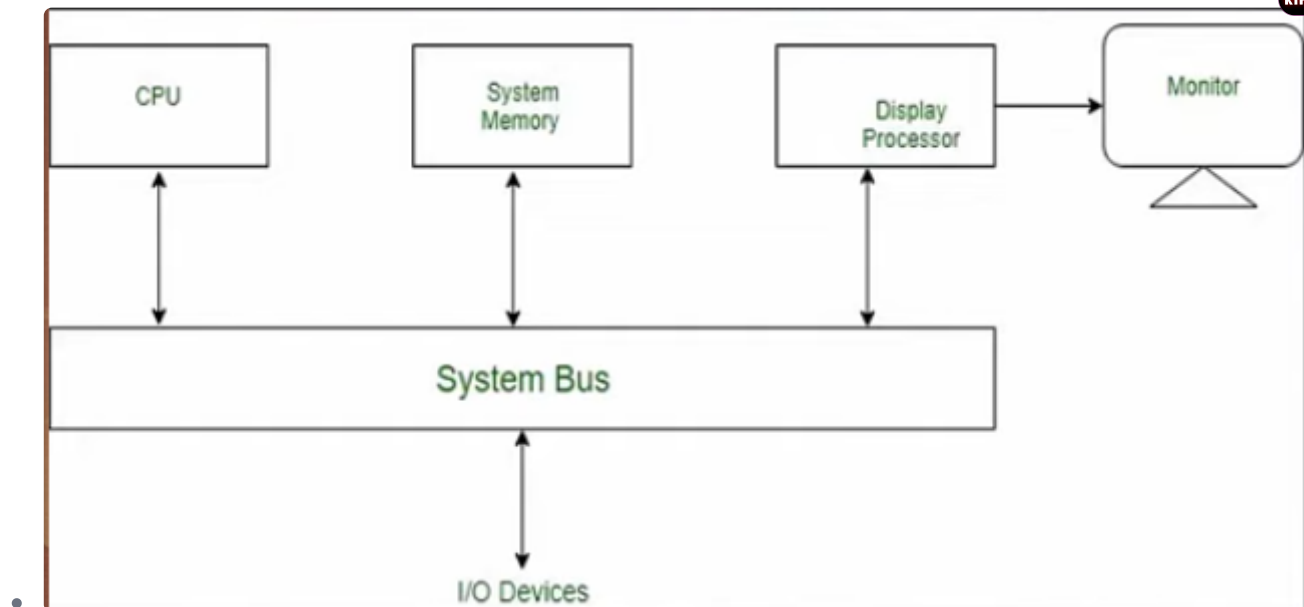 CPU
System
Memory
Display
Processor
Monitor
System Bus
I/O Devices